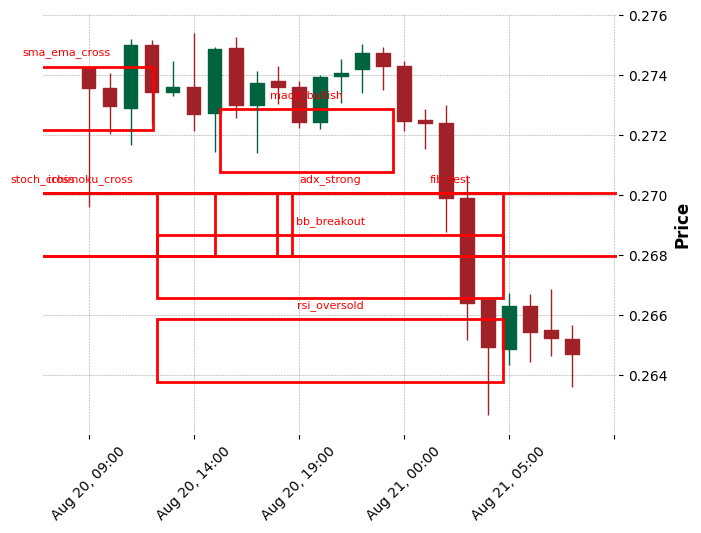 0.276
sma_ema_cross
0.274
macd_bullish
0.272
stoch_cross
ichimoku_cross
adx_strong
fib_test
0.270
Price
bb_breakout
0.268
rsi_oversold
0.266
0.264
Aug 20, 09:00
Aug 20, 14:00
Aug 20, 19:00
Aug 21, 00:00
Aug 21, 05:00